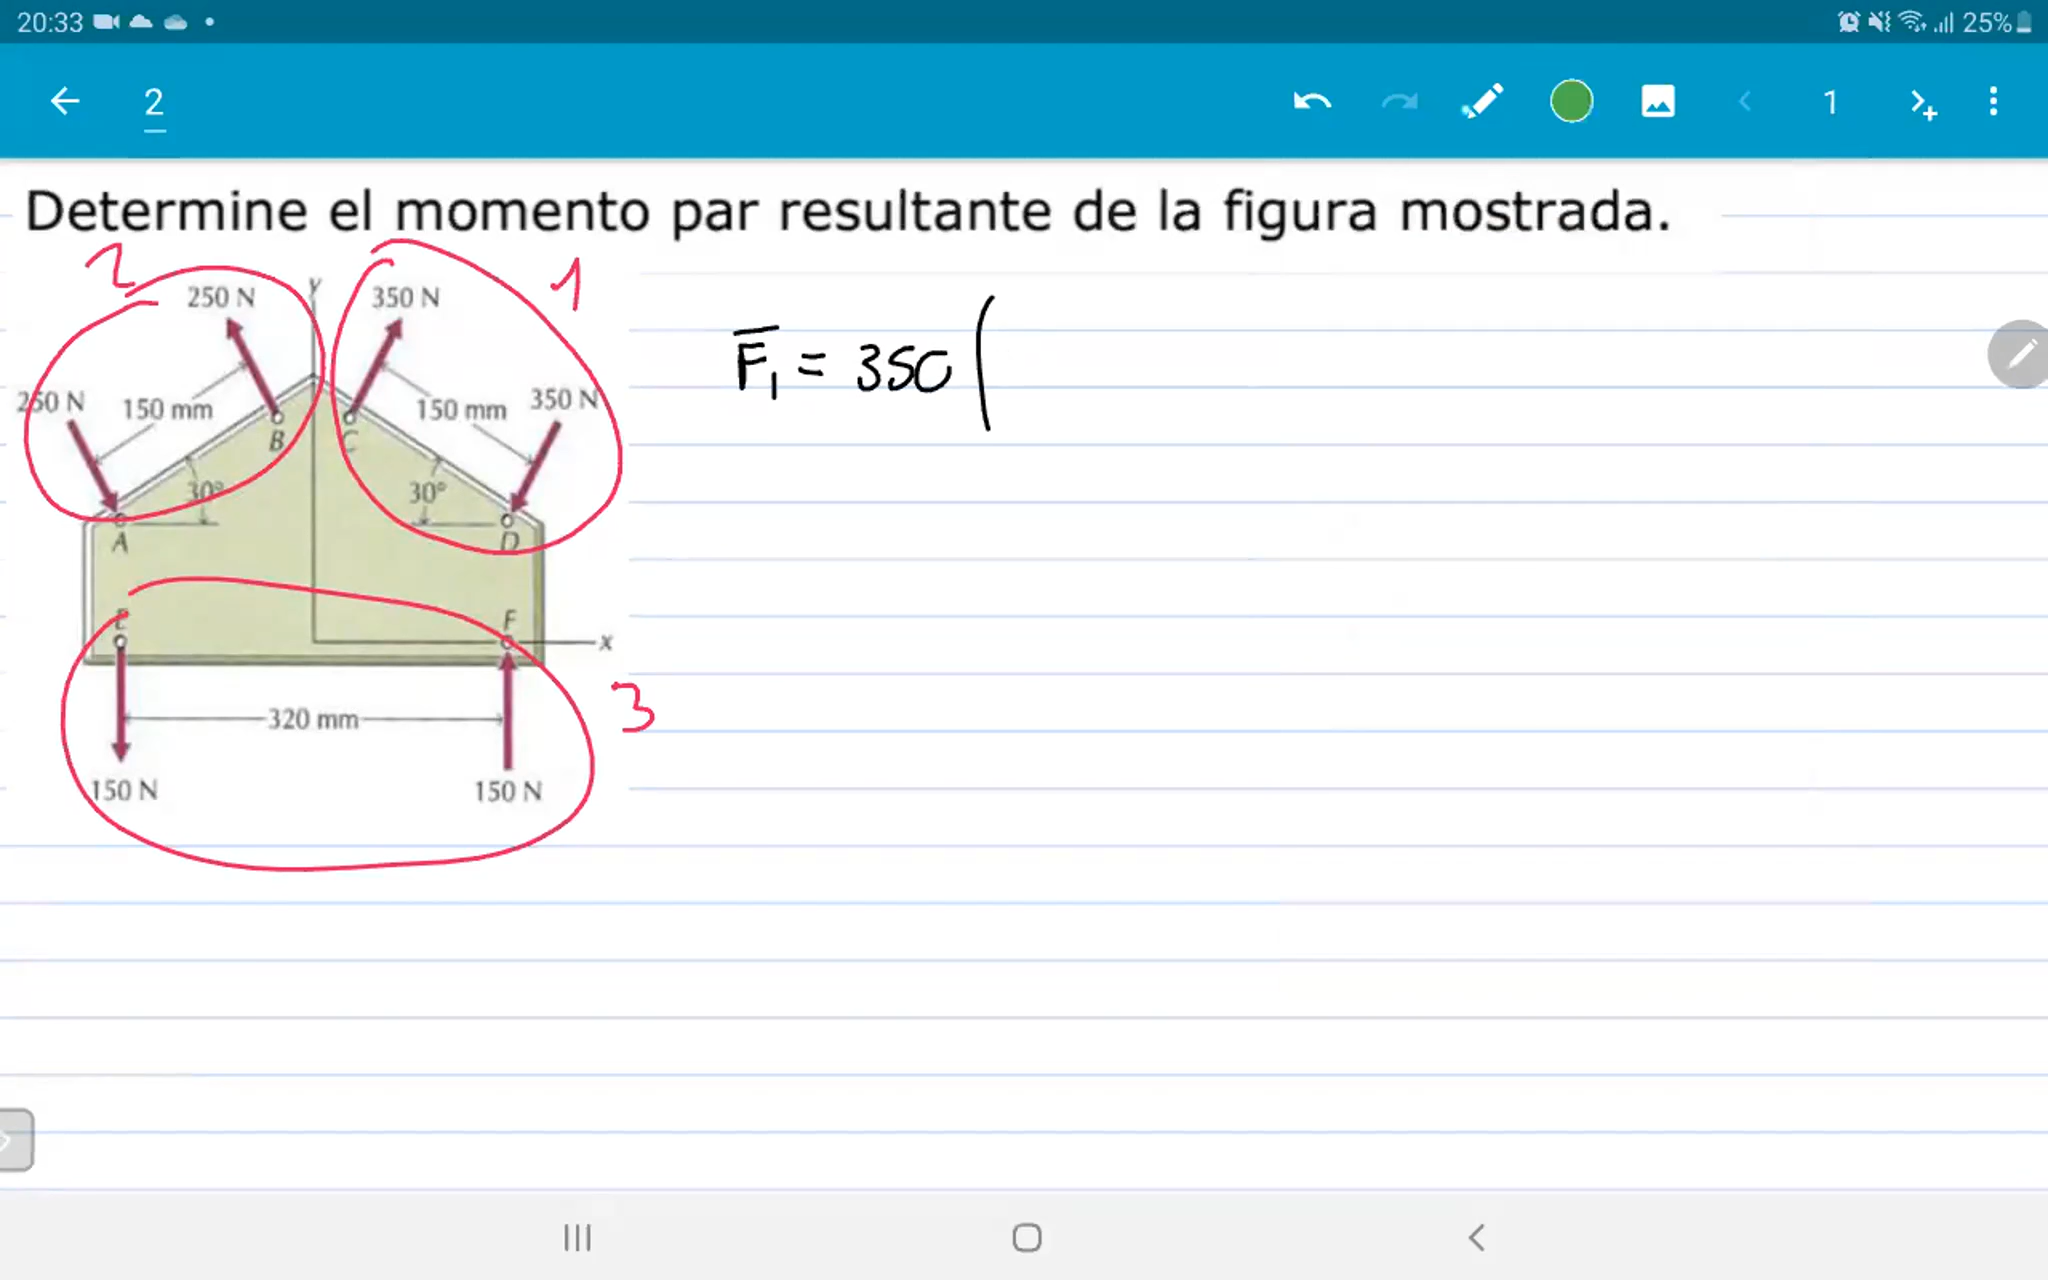 20:33 25%
2 1
Determine el momento par resultante de la figura mostrada.
2 1
250 N y 350 N
F₁ = 350 (
250 N 150 mm 150 mm 350 N
B C
30° 30°
A D
E F
x
3
320 mm
150 N 150 N